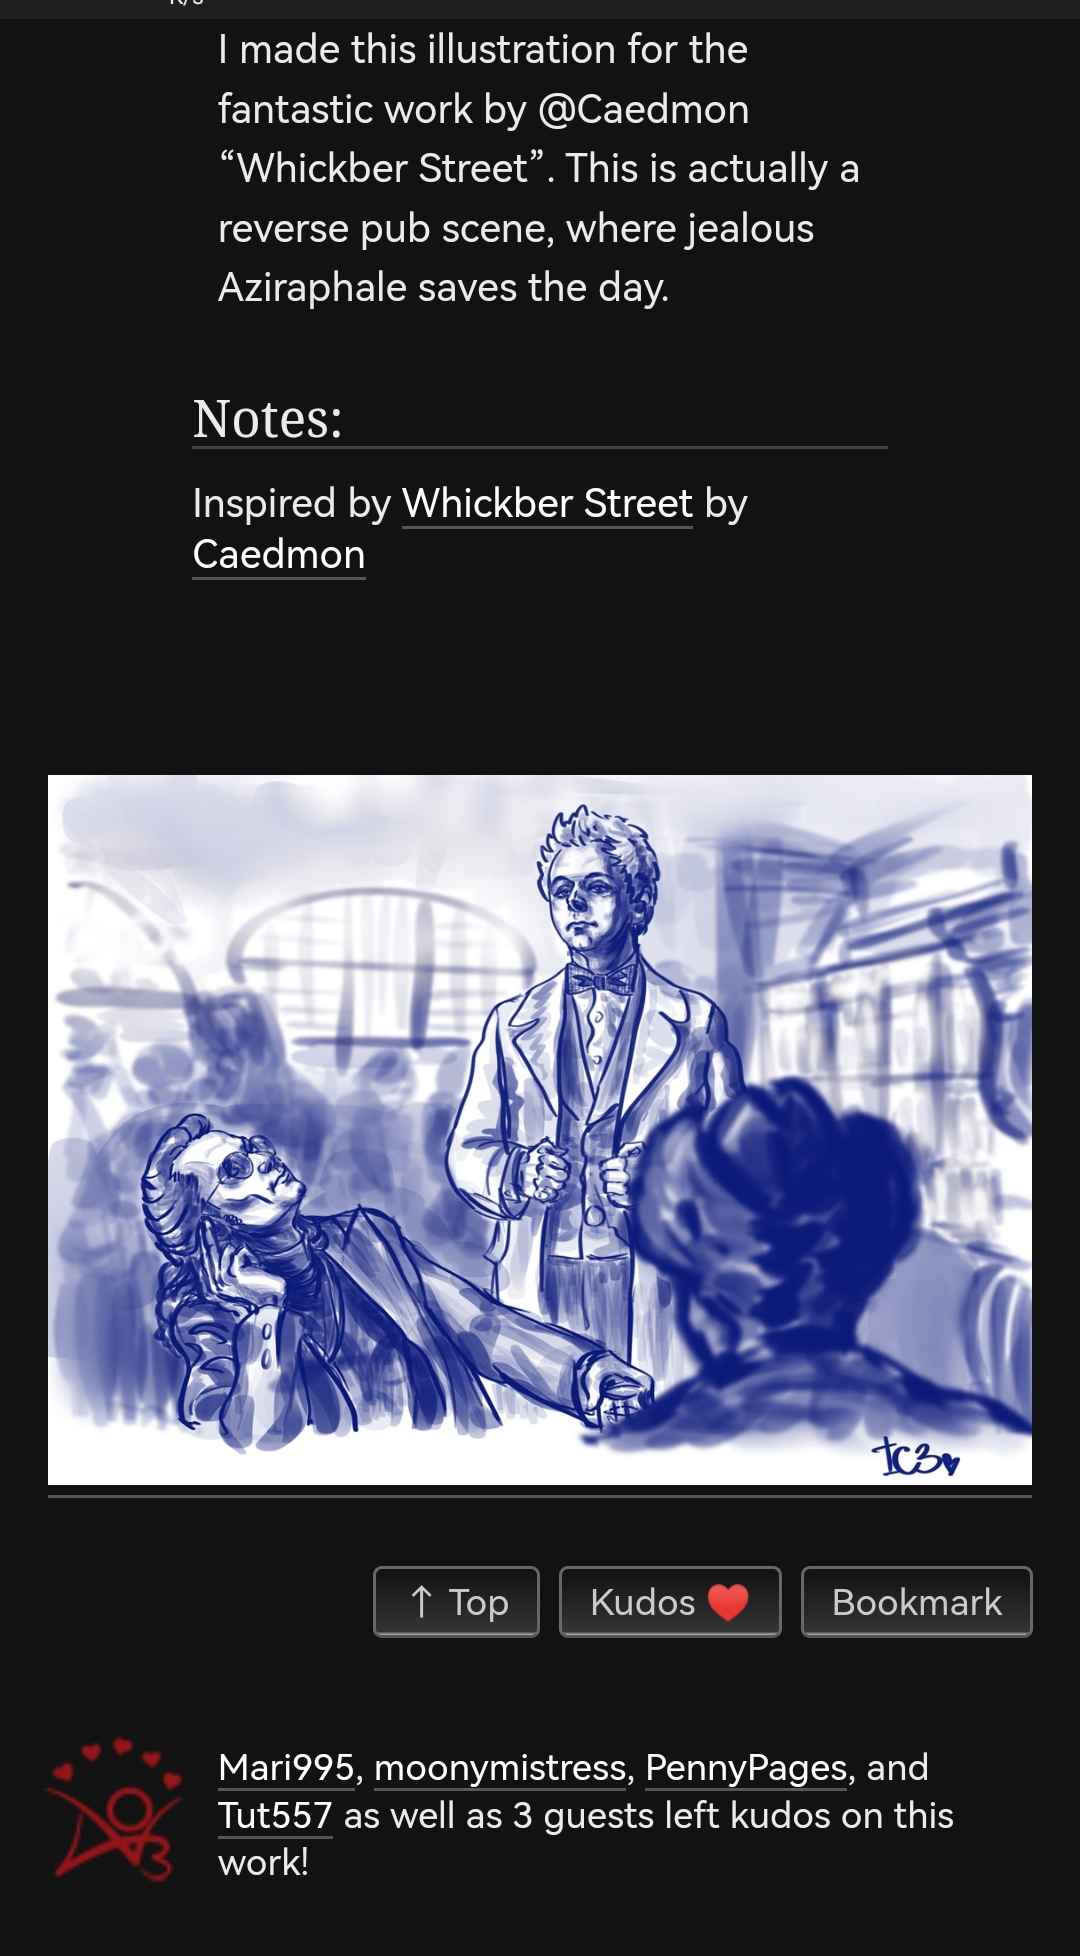 I made this illustration for the
fantastic work by @Caedmon
“Whickber Street”. This is actually a
reverse pub scene, where jealous
Aziraphale saves the day.
Notes:
Inspired by Whickber Street by
Caedmon
tC3♥
↑ Top
Kudos ❤️
Bookmark
Mari995, moonymistress, PennyPages, and
Tut557 as well as 3 guests left kudos on this
work!